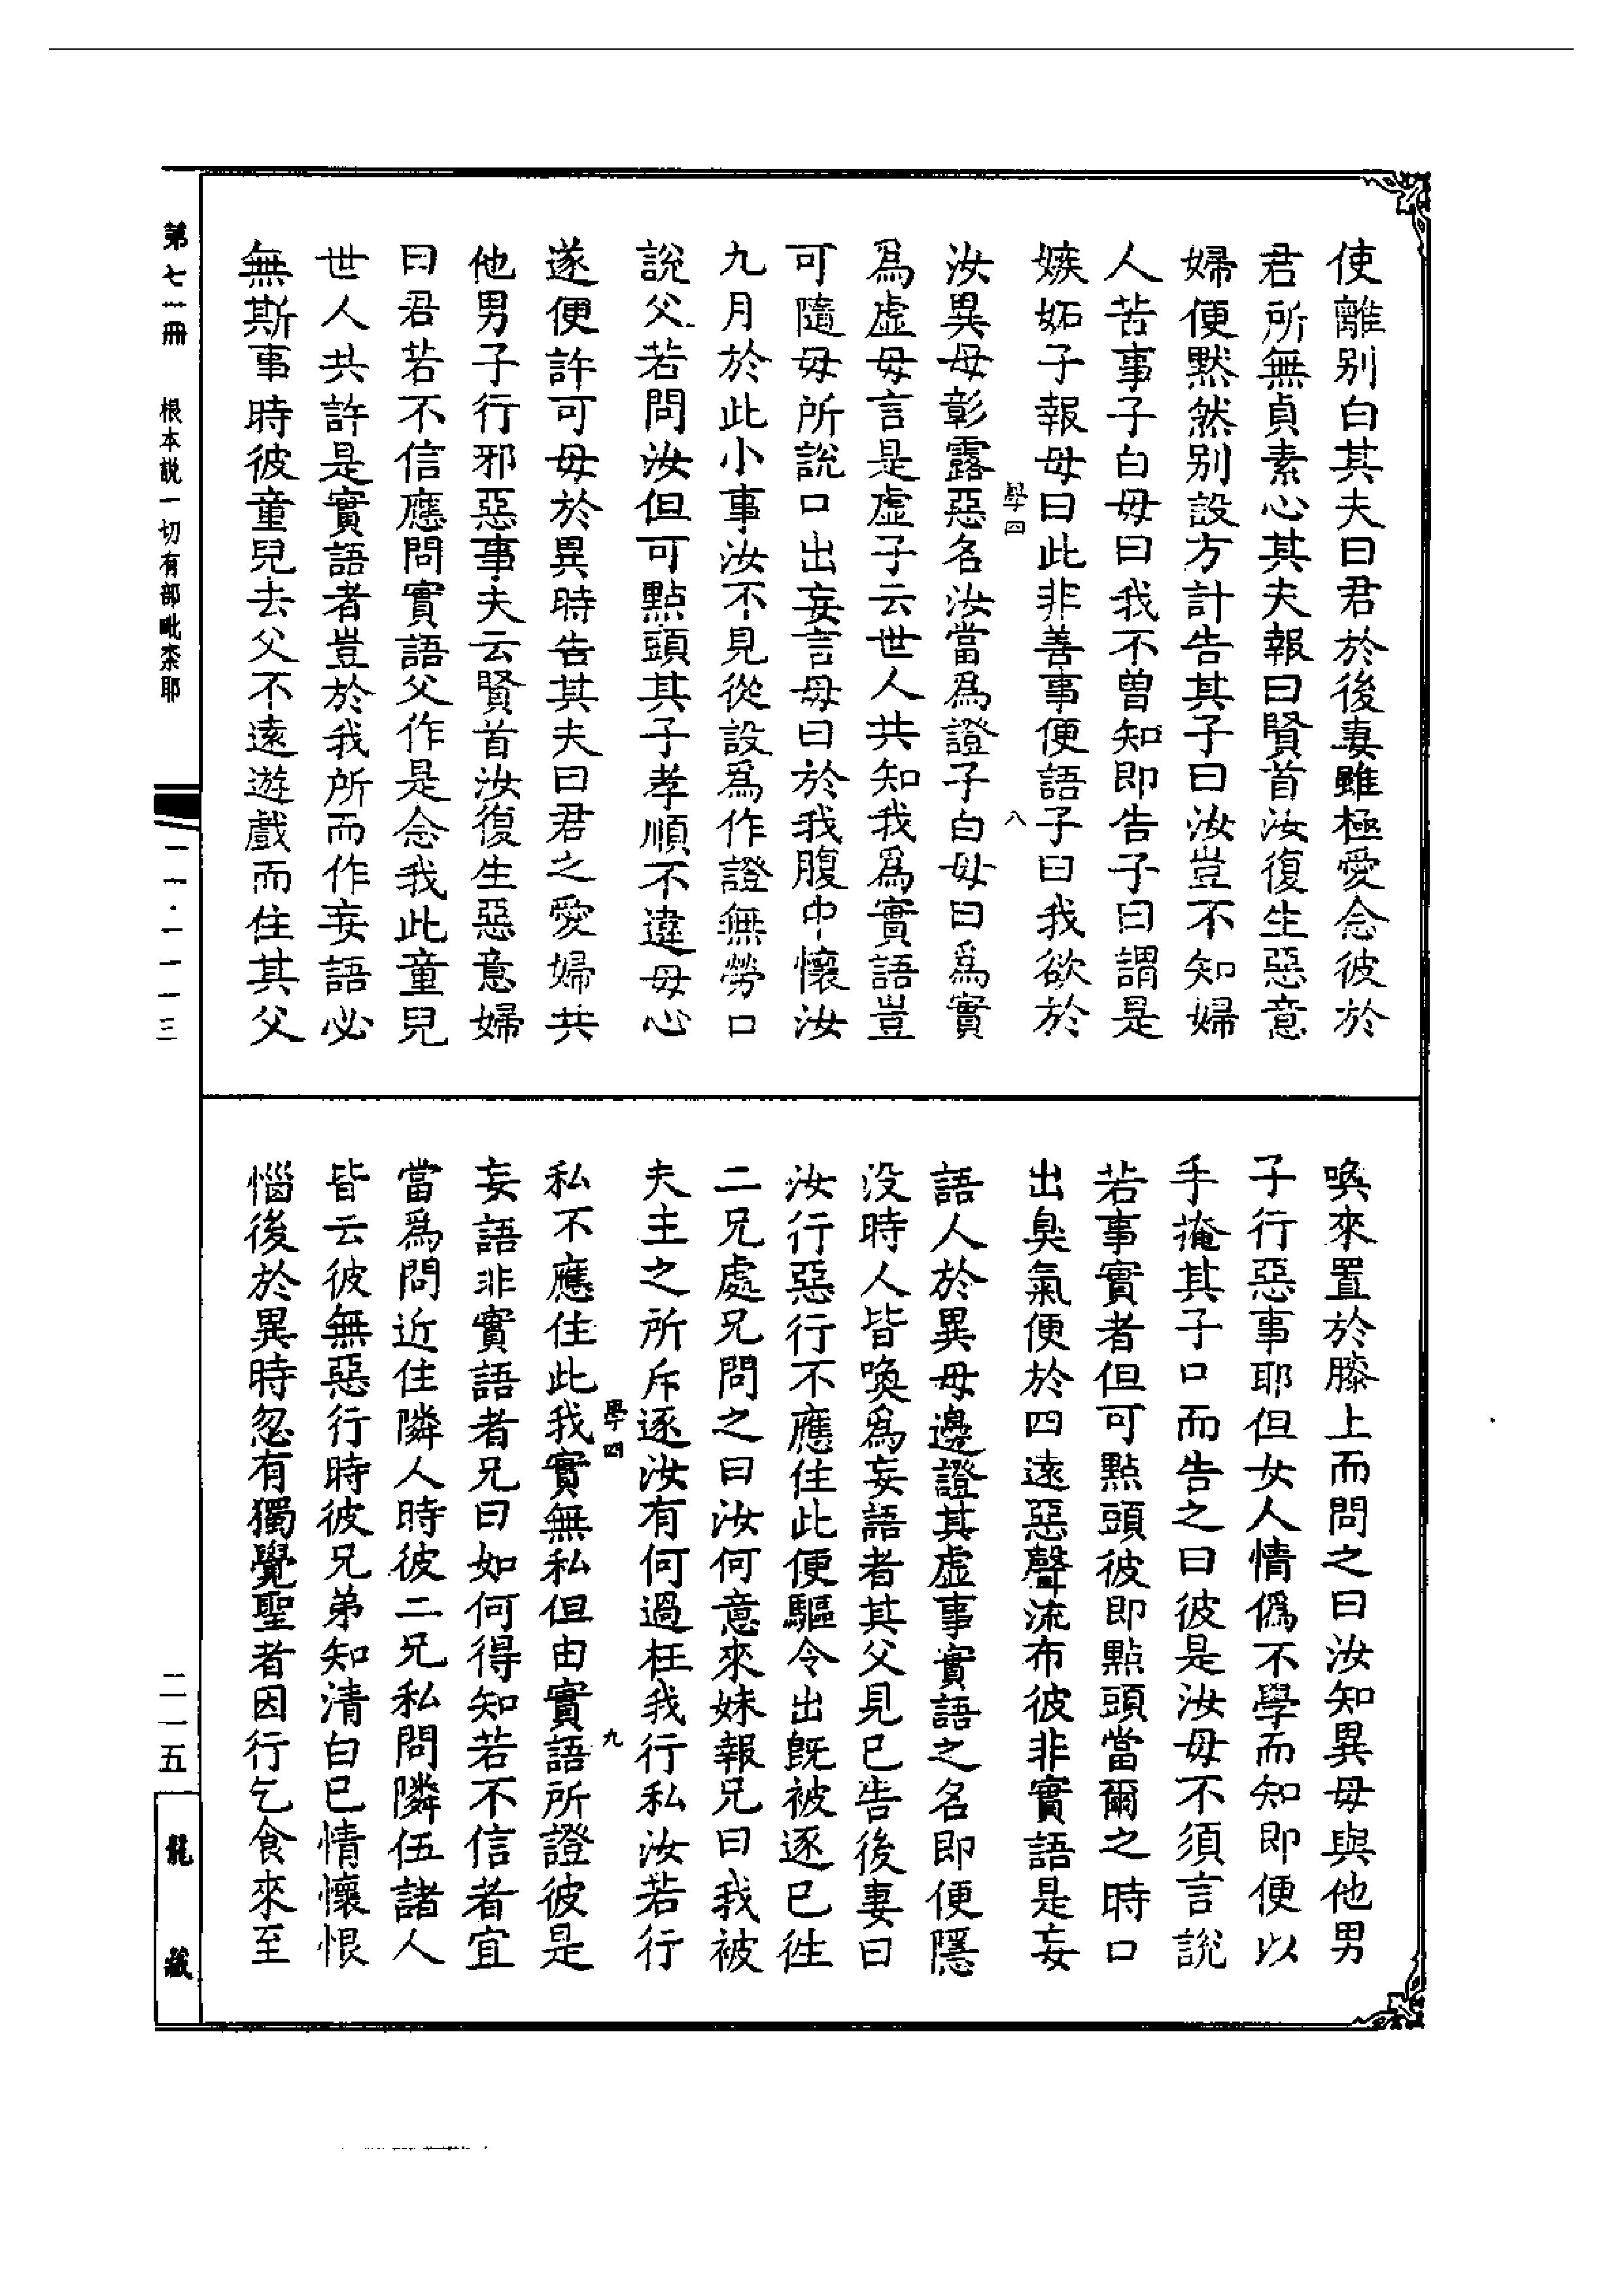 使離别白其夫曰君於後妻雖極愛念彼於
君所無貞素心其夫報曰賢首汝復生惡意
婦便默然别設方計告其子曰汝豈不知婦
人苦事子白母曰我不曾知即告子曰謂是
嫉妬子報母曰此非善事便語子曰我欲於
學四
八
汝異母彰露惡名汝當爲證子白母曰爲實
爲虚母言是虚子云世人共知我爲實語豈
可隨母所說口出妄言母曰於我腹中懷汝
九月於此小事汝不見從設爲作證無勞口
說父若問汝但可點頭其子孝順不違母心
遂便許可母於異時告其夫曰君之愛婦共
他男子行邪惡事夫云賢首汝復生惡意婦
曰君若不信應問實語父作是念我此童兒
世人共許是實語者豈於我所而作妄語必
無斯事時彼童兒去父不遠遊戲而住其父
喚來置於膝上而問之曰汝知異母與他男
子行惡事耶但女人情僞不學而知即便以
手掩其子口而告之曰彼是汝母不須言說
若事實者但可點頭彼即點頭當爾之時口
出臭氣便於四遠惡聲流布彼非實語是妄
語人於異母邊證其虚事實語之名即便隱
没時人皆喚爲妄語者其父見已告後妻曰
汝行惡行不應住此便驅令出既被逐已徃
二兄處兄問之曰汝何意來妹報兄曰我被
夫主之所斥逐汝有何過枉我行私汝若行
學四
九
私不應住此我實無私但由實語所證彼是
妄語非實語者兄曰如何得知若不信者宜
當爲問近住隣人時彼二兄私問隣伍諸人
皆云彼無惡行時彼兄弟知清白已情懷恨
惱後於異時忽有獨覺聖者因行乞食來至
第七一册 根本説一切有部毗柰耶
一一·一一一三
二一五
龍藏